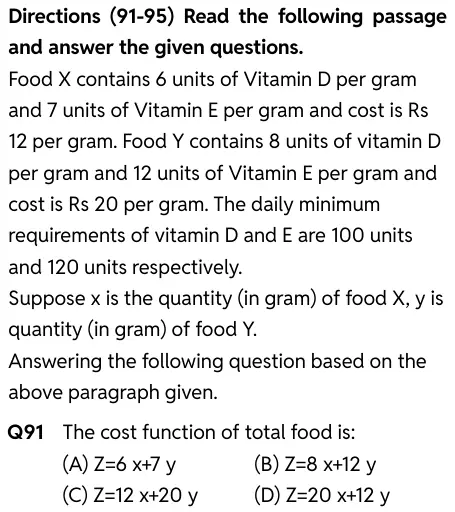 Directions (91-95) Read the following passage
and answer the given questions.
Food X contains 6 units of Vitamin D per gram
and 7 units of Vitamin E per gram and cost is Rs
12 per gram. Food Y contains 8 units of vitamin D
per gram and 12 units of Vitamin E per gram and
cost is Rs 20 per gram. The daily minimum
requirements of vitamin D and E are 100 units
and 120 units respectively.
Suppose x is the quantity (in gram) of food X, y is
quantity (in gram) of food Y.
Answering the following question based on the
above paragraph given.
Q91 The cost function of total food is:
(A) Z=6 x+7 y (B) Z=8 x+12 y
(C) Z=12 x+20 y (D) Z=20 x+12 y